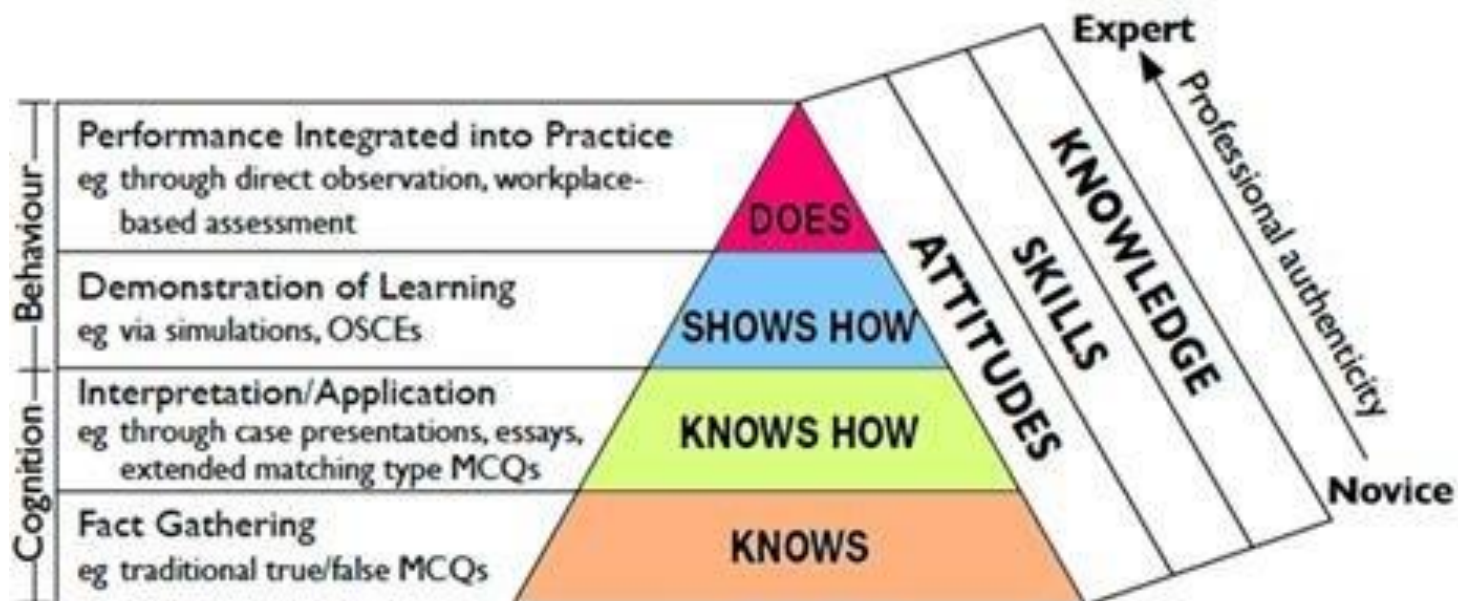 Expert
Professional authenticity
Novice
KNOWLEDGE
SKILLS
ATTITUDES
Behaviour
Cognition
Performance Integrated into Practice
eg through direct observation, workplace-
based assessment
DOES
Demonstration of Learning
eg via simulations, OSCEs
SHOWS HOW
Interpretation/Application
eg through case presentations, essays,
extended matching type MCQs
KNOWS HOW
Fact Gathering
eg traditional true/false MCQs
KNOWS